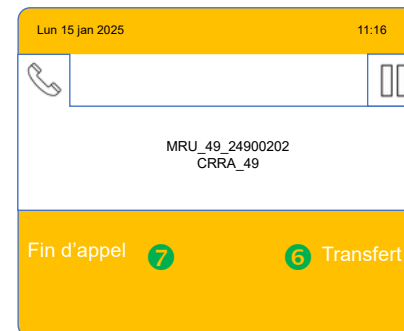 Lun 15 jan 2025 11:16
MRU_49_24900202
CRRA_49
Fin d'appel 7 6 Transfert